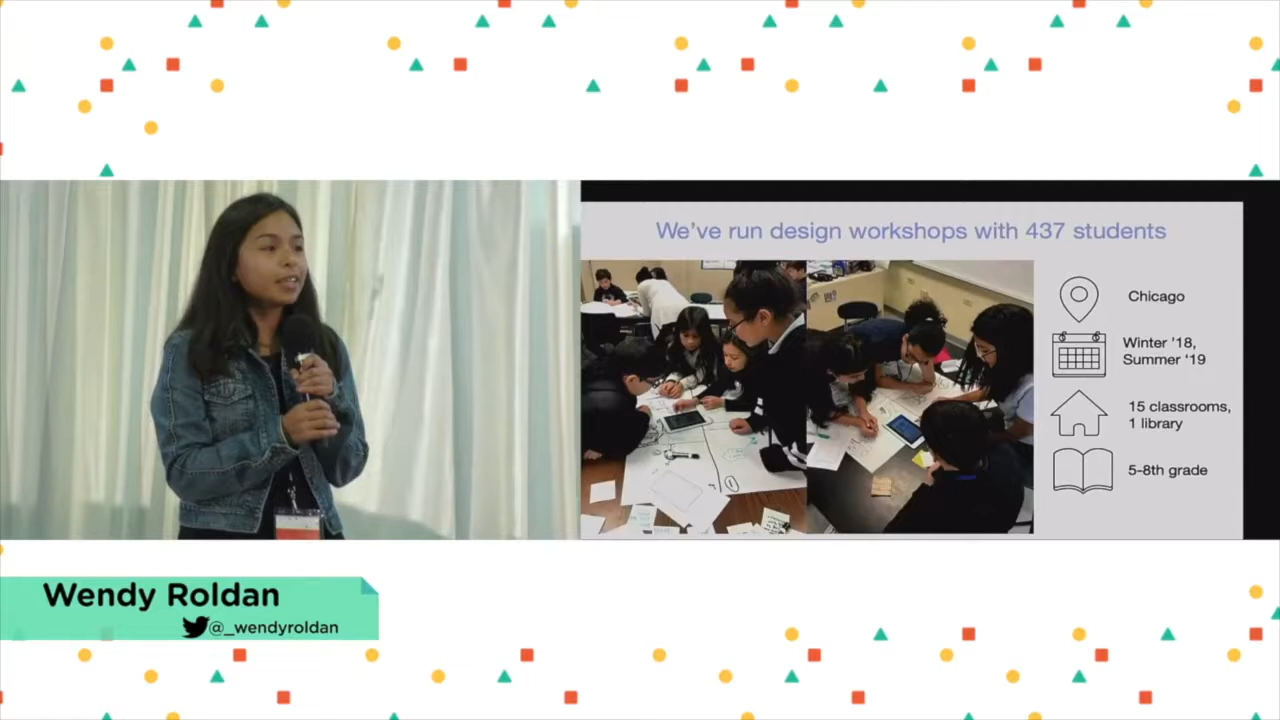 We've run design workshops with 437 students
Chicago
Winter '18,
Summer ‘19
15 classrooms,
1 library
5-8th grade
Wendy Roldan
@_wendyroldan